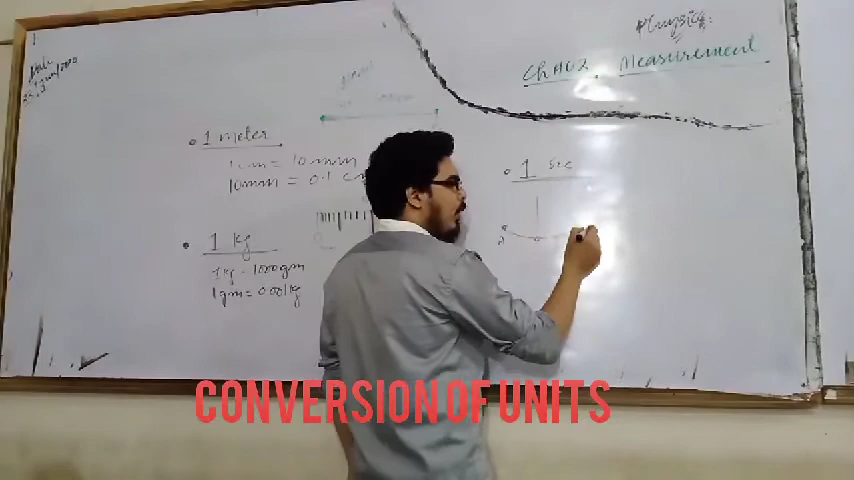 Physics.
Ch#02. Measurement
1 meter
1cm = 10mm
10mm = 0.1 cm
1 kg
1kg - 1000gm
1gm = 0.001kg
1 sec
CONVERSION OF UNITS